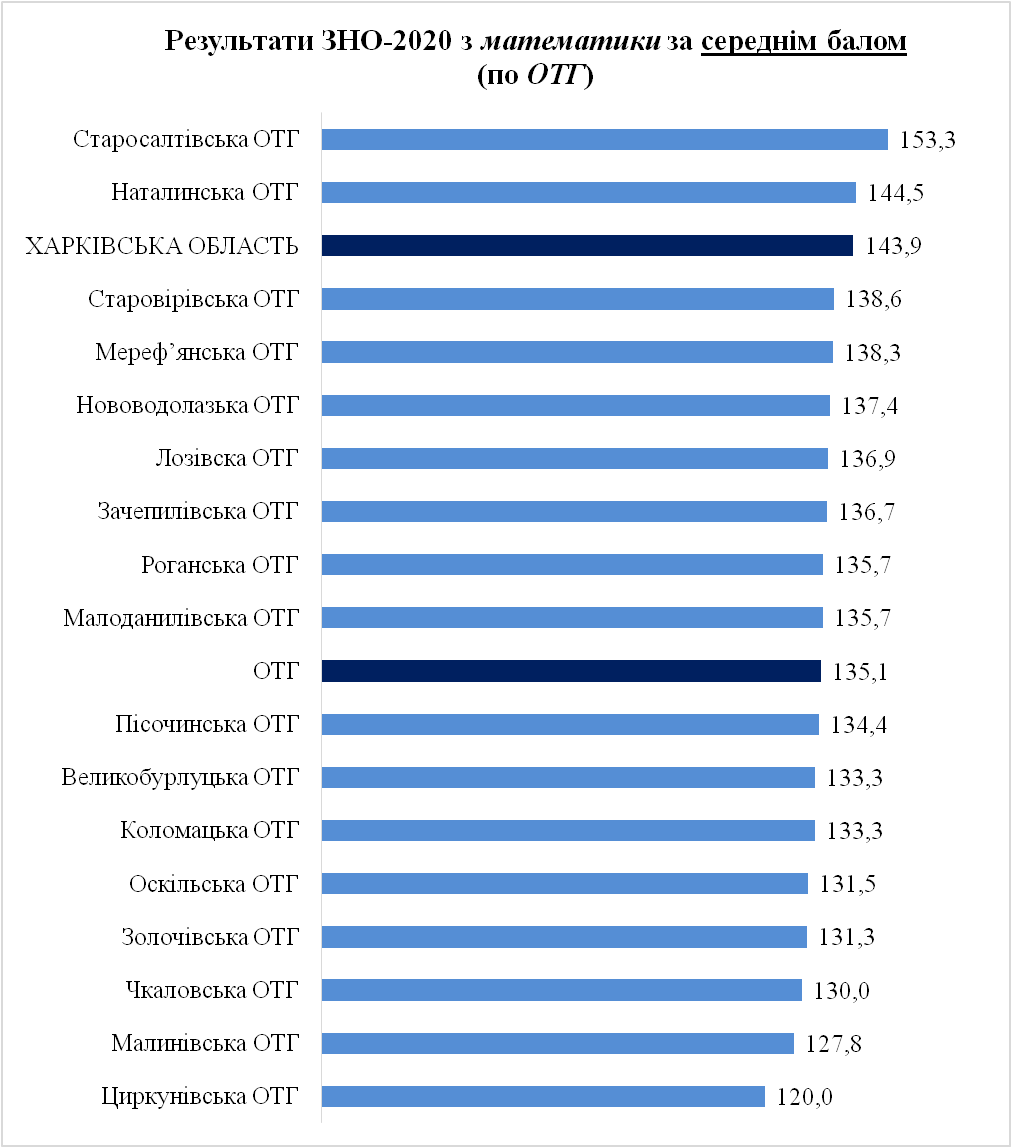 Результати ЗНО-2020 з математики за середнім балом
(по ОТГ)
Старосалтівська ОТГ 153,3
Наталинська ОТГ 144,5
ХАРКІВСЬКА ОБЛАСТЬ 143,9
Старовірівська ОТГ 138,6
Мереф’янська ОТГ 138,3
Нововодолазька ОТГ 137,4
Лозівска ОТГ 136,9
Зачепилівська ОТГ 136,7
Роганська ОТГ 135,7
Малоданилівська ОТГ 135,7
ОТГ 135,1
Пісочинська ОТГ 134,4
Великобурлуцька ОТГ 133,3
Коломацька ОТГ 133,3
Оскільська ОТГ 131,5
Золочівська ОТГ 131,3
Чкаловська ОТГ 130,0
Малинівська ОТГ 127,8
Циркунівська ОТГ 120,0